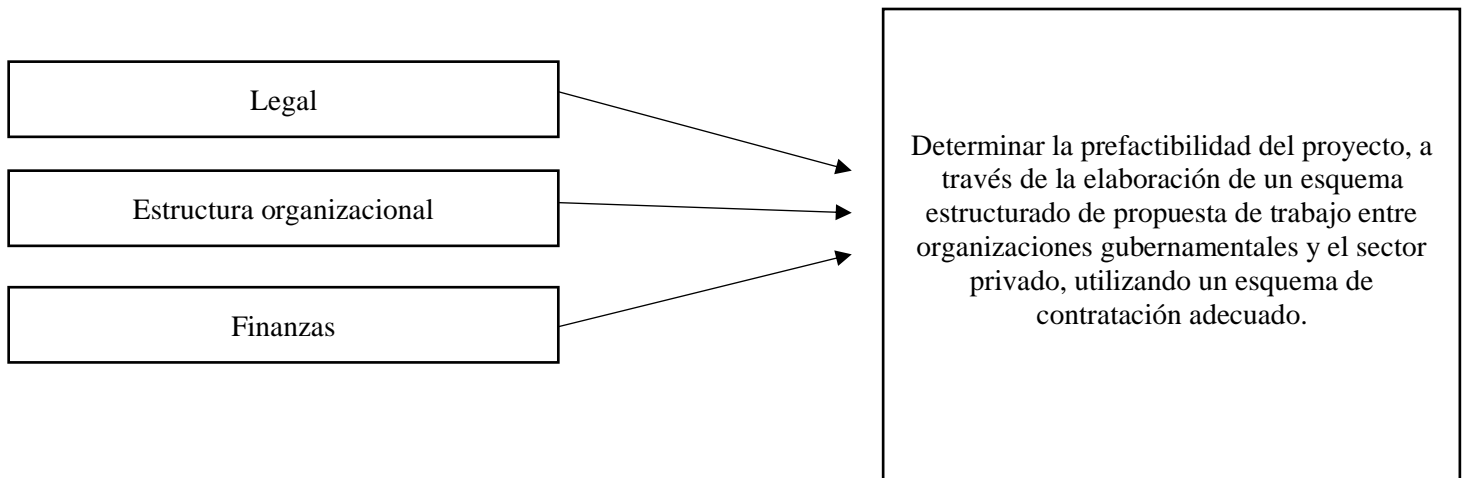 Legal
Estructura organizacional
Finanzas
Determinar la prefactibilidad del proyecto, a
través de la elaboración de un esquema
estructurado de propuesta de trabajo entre
organizaciones gubernamentales y el sector
privado, utilizando un esquema de
contratación adecuado.